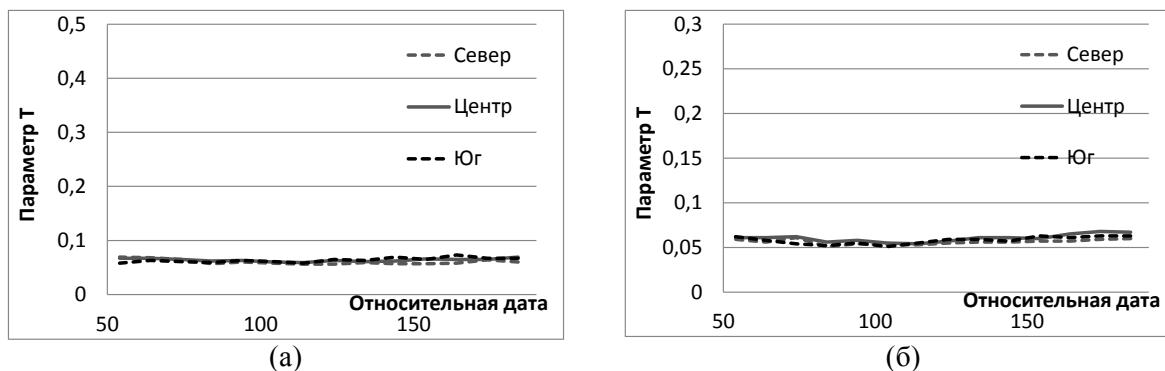 0,5
0,4
0,3
0,2
0,1
0
Параметр Т
Север
Центр
Юг
Относительная дата
50
100
150
(а)
0,3
0,25
0,2
0,15
0,1
0,05
0
Параметр Т
Север
Центр
Юг
Относительная дата
50
100
150
(б)